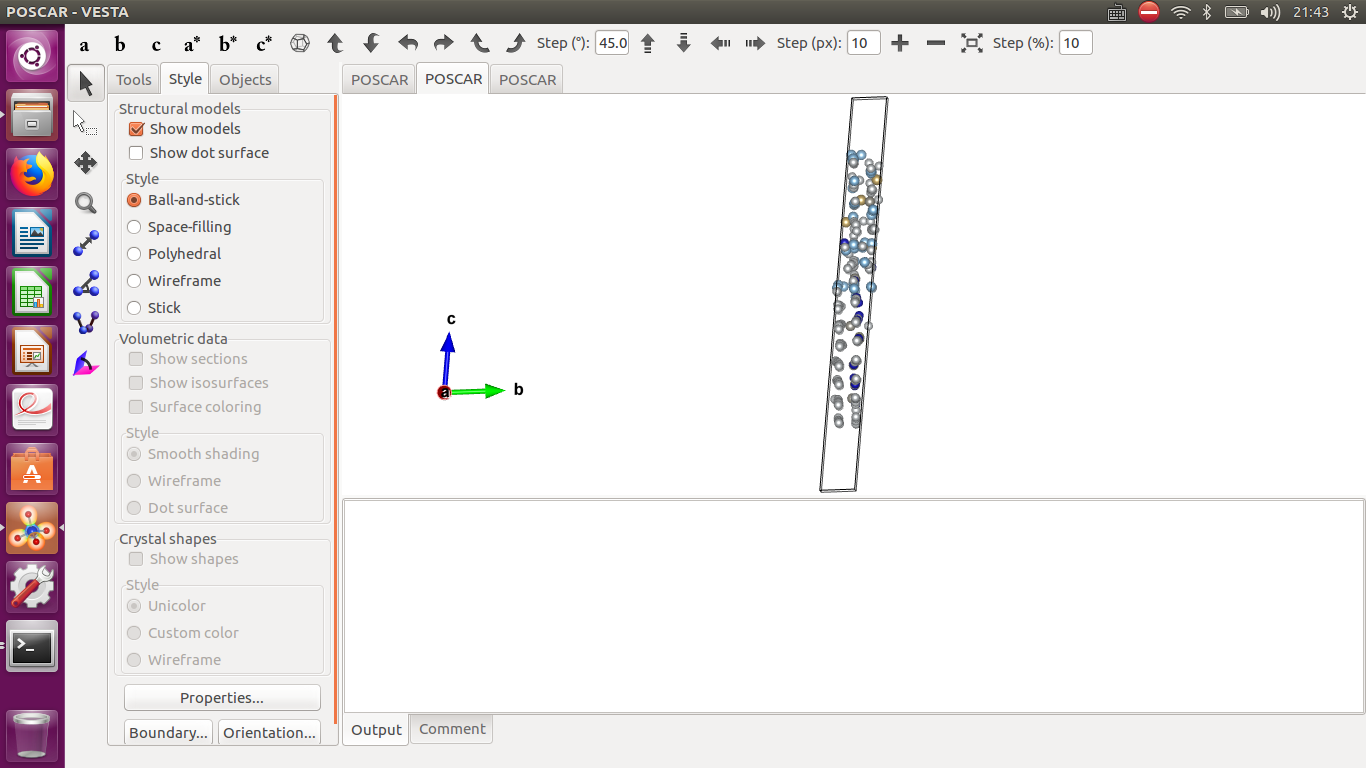 POSCAR - VESTA
21:43
a b c a* b* c* Step (°): 45.0 Step (px): 10 Step (%): 10
Tools Style Objects
POSCAR POSCAR POSCAR
Structural models
Show models
Show dot surface
Style
Ball-and-stick
Space-filling
Polyhedral
Wireframe
Stick
Volumetric data
Show sections
Show isosurfaces
Surface coloring
Style
Smooth shading
Wireframe
Dot surface
Crystal shapes
Show shapes
Style
Unicolor
Custom color
Wireframe
Properties...
Boundary... Orientation...
c
a b
Output Comment